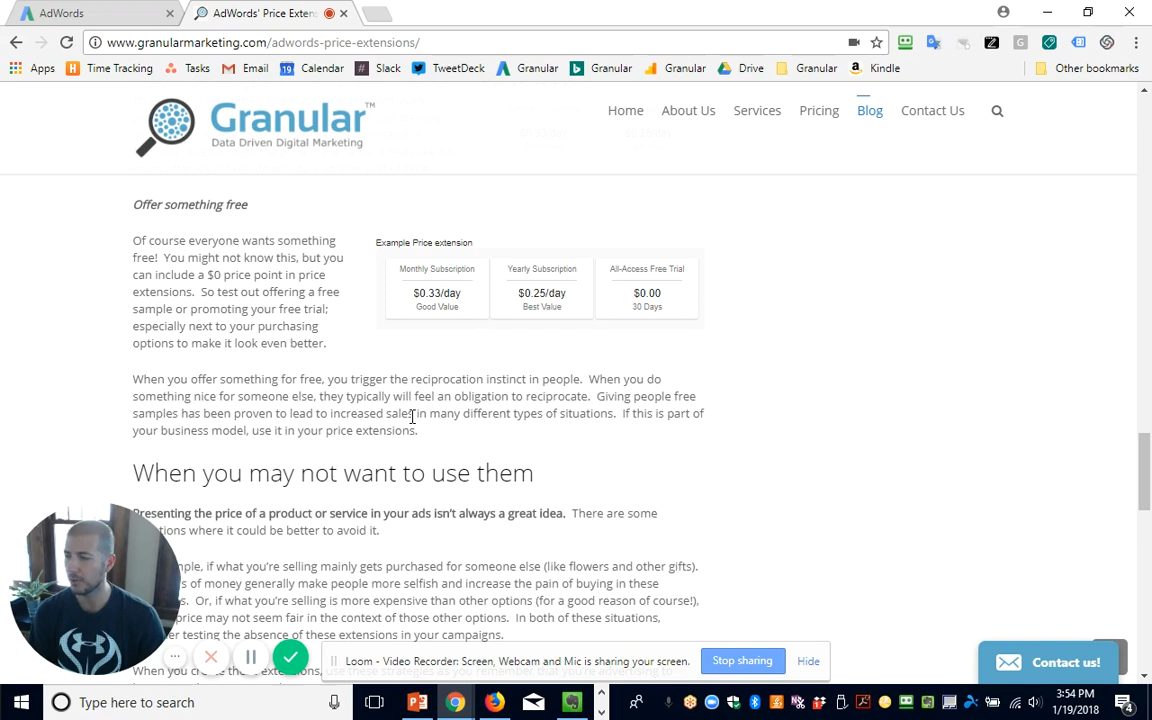 AdWords
AdWords' Price Exten
www.granularmarketing.com/adwords-price-extensions/
Apps Time Tracking Tasks Email Calendar Slack TweetDeck Granular Granular Granular Drive Granular Kindle Other bookmarks
Granular™
Data Driven Digital Marketing
Home About Us Services Pricing Blog Contact Us
Offer something free
Of course everyone wants something
free! You might not know this, but you
can include a $0 price point in price
extensions. So test out offering a free
sample or promoting your free trial;
especially next to your purchasing
options to make it look even better.
Example Price extension
Monthly Subscription Yearly Subscription All-Access Free Trial
$0.33/day $0.25/day $0.00
Good Value Best Value 30 Days
When you offer something for free, you trigger the reciprocation instinct in people. When you do
something nice for someone else, they typically will feel an obligation to reciprocate. Giving people free
samples has been proven to lead to increased sales in many different types of situations. If this is part of
your business model, use it in your price extensions.
When you may not want to use them
Presenting the price of a product or service in your ads isn't always a great idea. There are some
where it could be better to avoid it.
if what you're selling mainly gets purchased for someone else (like flowers and other gifts).
of money generally make people more selfish and increase the pain of buying in these
Or, if what you're selling is more expensive than other options (for a good reason of course!),
price may not seem fair in the context of those other options. In both of these situations,
testing the absence of these extensions in your campaigns.
Loom - Video Recorder: Screen, Webcam and Mic is sharing your screen. Stop sharing Hide
Contact us!
When you
Type here to search
3:54 PM
1/19/2018
4